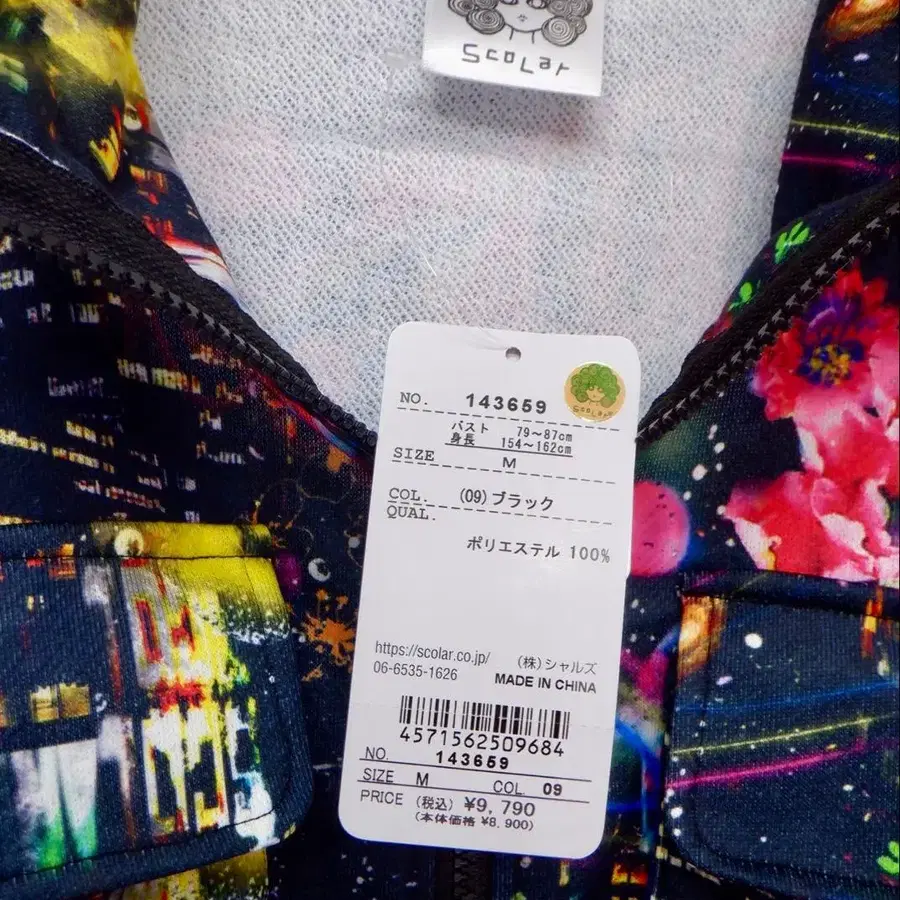 ScoLar
NO. 143659
ScoLar
バスト 79～87cm
身長 154～162cm
SIZE M
COL. (09)ブラック
QUAL.
ポリエステル 100%
https://scolar.co.jp/ (株)シャルズ
06-6535-1626 MADE IN CHINA
4571562509684
NO. 143659
SIZE M COL. 09
PRICE (税込) ¥9,790
(本体価格 ¥8,900)